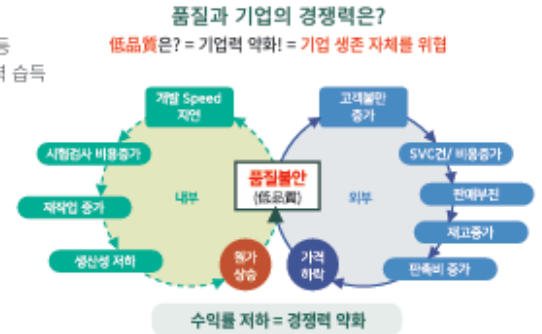 품질과 기업의 경쟁력은?
低品質은? = 기업력 약화! = 기업 생존 자체를 위협
등
력 습득
개발 Speed
지연
시험검사 비용증가
재작업 증가
생산성 저하
내부
원가
상승
품질불안
(低品質)
고객불만
증가
SVC건/ 비용증가
판매부진
재고증가
판촉비 증가
외부
가격
하락
수익률 저하 = 경쟁력 약화